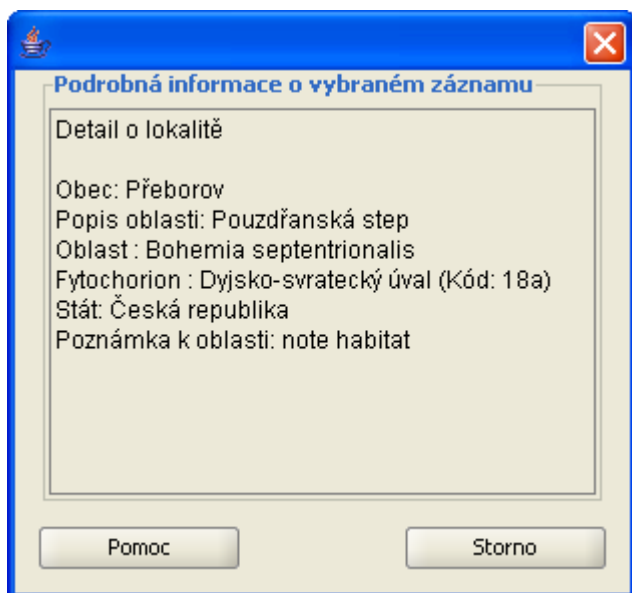 Podrobná informace o vybraném záznamu
Detail o lokalitě
Obec: Přeborov
Popis oblasti: Pouzdřanská step
Oblast : Bohemia septentrionalis
Fytochorion : Dyjsko-svratecký úval (Kód: 18a)
Stát: Česká republika
Poznámka k oblasti: note habitat
Pomoc
Storno